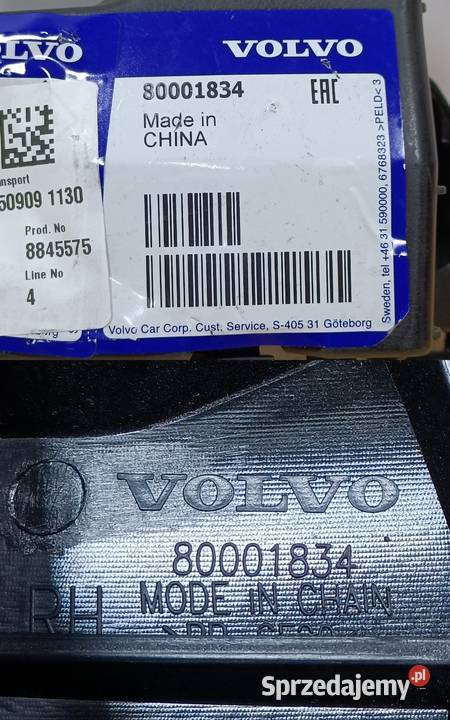 VOLVO
VOLVO
80001834
EAC
Made in
CHINA
50909 1130
Prod. No
8845575
Line No
4
Volvo Car Corp. Cust. Service, S-405 31 Göteborg
Sweden, tel +46 31 590000, 6768323 >PELD< 3
VOLVO
80001834
RH
MODE IN CHAIN
Sprzedajemy
.pl